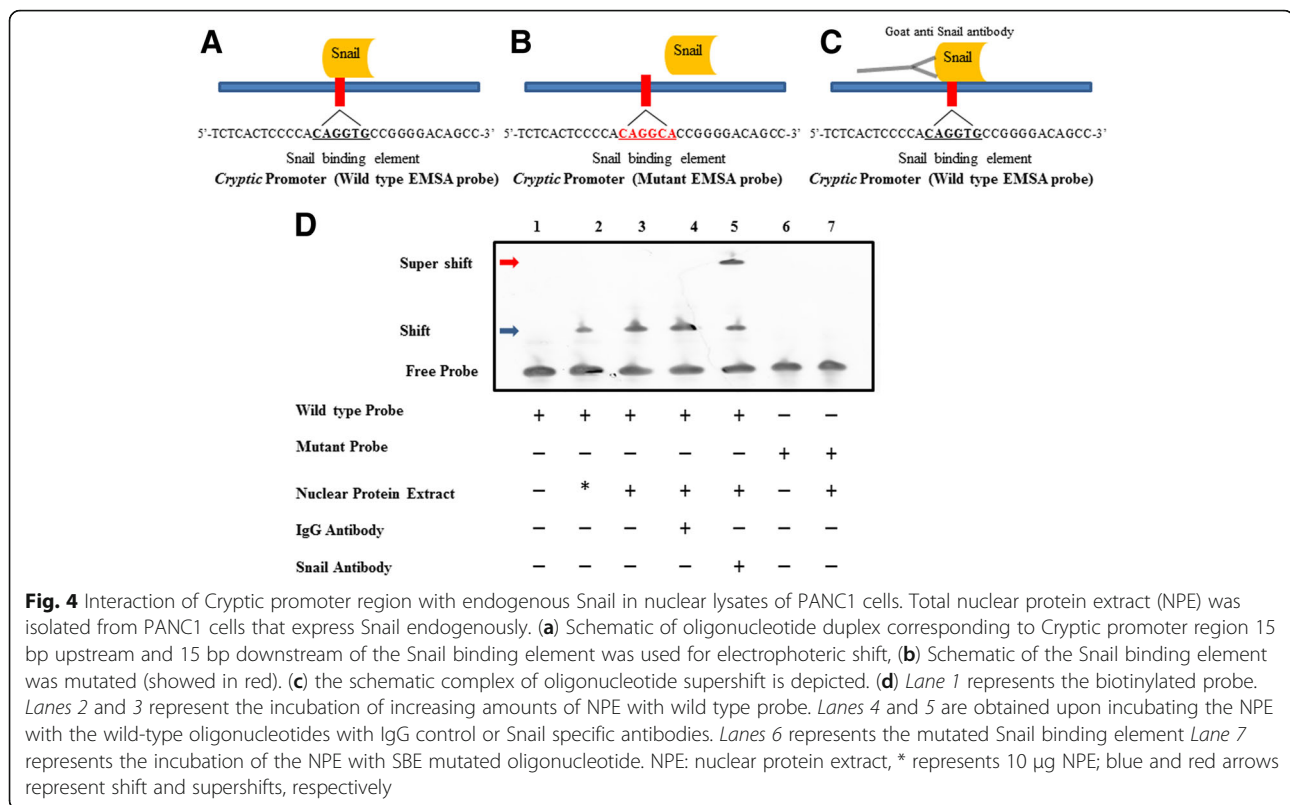 A
B
C
Goat anti Snail antibody
Snail
Snail
Snail
5'-TCTCACTCCCCACAGGTGCCGGGGACAGCC-3'
5'-TCTCACTCCCCACAGGCACCGGGGACAGCC-3'
5'-TCTCACTCCCCACAGGTGCCGGGGACAGCC-3'
Snail binding element
Snail binding element
Snail binding element
Cryptic Promoter (Wild type EMSA probe)
Cryptic Promoter (Mutant EMSA probe)
Cryptic Promoter (Wild type EMSA probe)
D
1 2 3 4 5 6 7
Super shift
Shift
Free Probe
Wild type Probe + + + + + − −
Mutant Probe − − − − − + +
Nuclear Protein Extract − * + + + − +
IgG Antibody − − − + − − −
Snail Antibody − − − − + − −
Fig. 4 Interaction of Cryptic promoter region with endogenous Snail in nuclear lysates of PANC1 cells. Total nuclear protein extract (NPE) was
isolated from PANC1 cells that express Snail endogenously. (a) Schematic of oligonucleotide duplex corresponding to Cryptic promoter region 15
bp upstream and 15 bp downstream of the Snail binding element was used for electrophoteric shift, (b) Schematic of the Snail binding element
was mutated (showed in red). (c) the schematic complex of oligonucleotide supershift is depicted. (d) Lane 1 represents the biotinylated probe.
Lanes 2 and 3 represent the incubation of increasing amounts of NPE with wild type probe. Lanes 4 and 5 are obtained upon incubating the NPE
with the wild-type oligonucleotides with IgG control or Snail specific antibodies. Lanes 6 represents the mutated Snail binding element Lane 7
represents the incubation of the NPE with SBE mutated oligonucleotide. NPE: nuclear protein extract, * represents 10 μg NPE; blue and red arrows
represent shift and supershifts, respectively